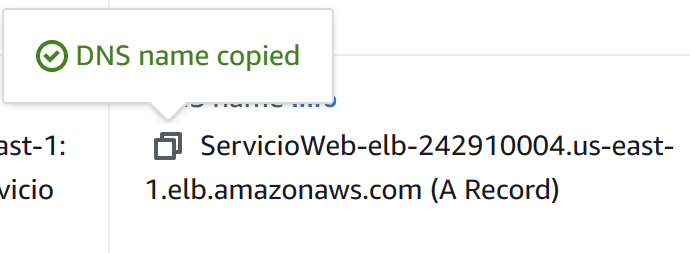 DNS name copied
ast-1:
vicio
ServicioWeb-elb-242910004.us-east-
1.elb.amazonaws.com (A Record)